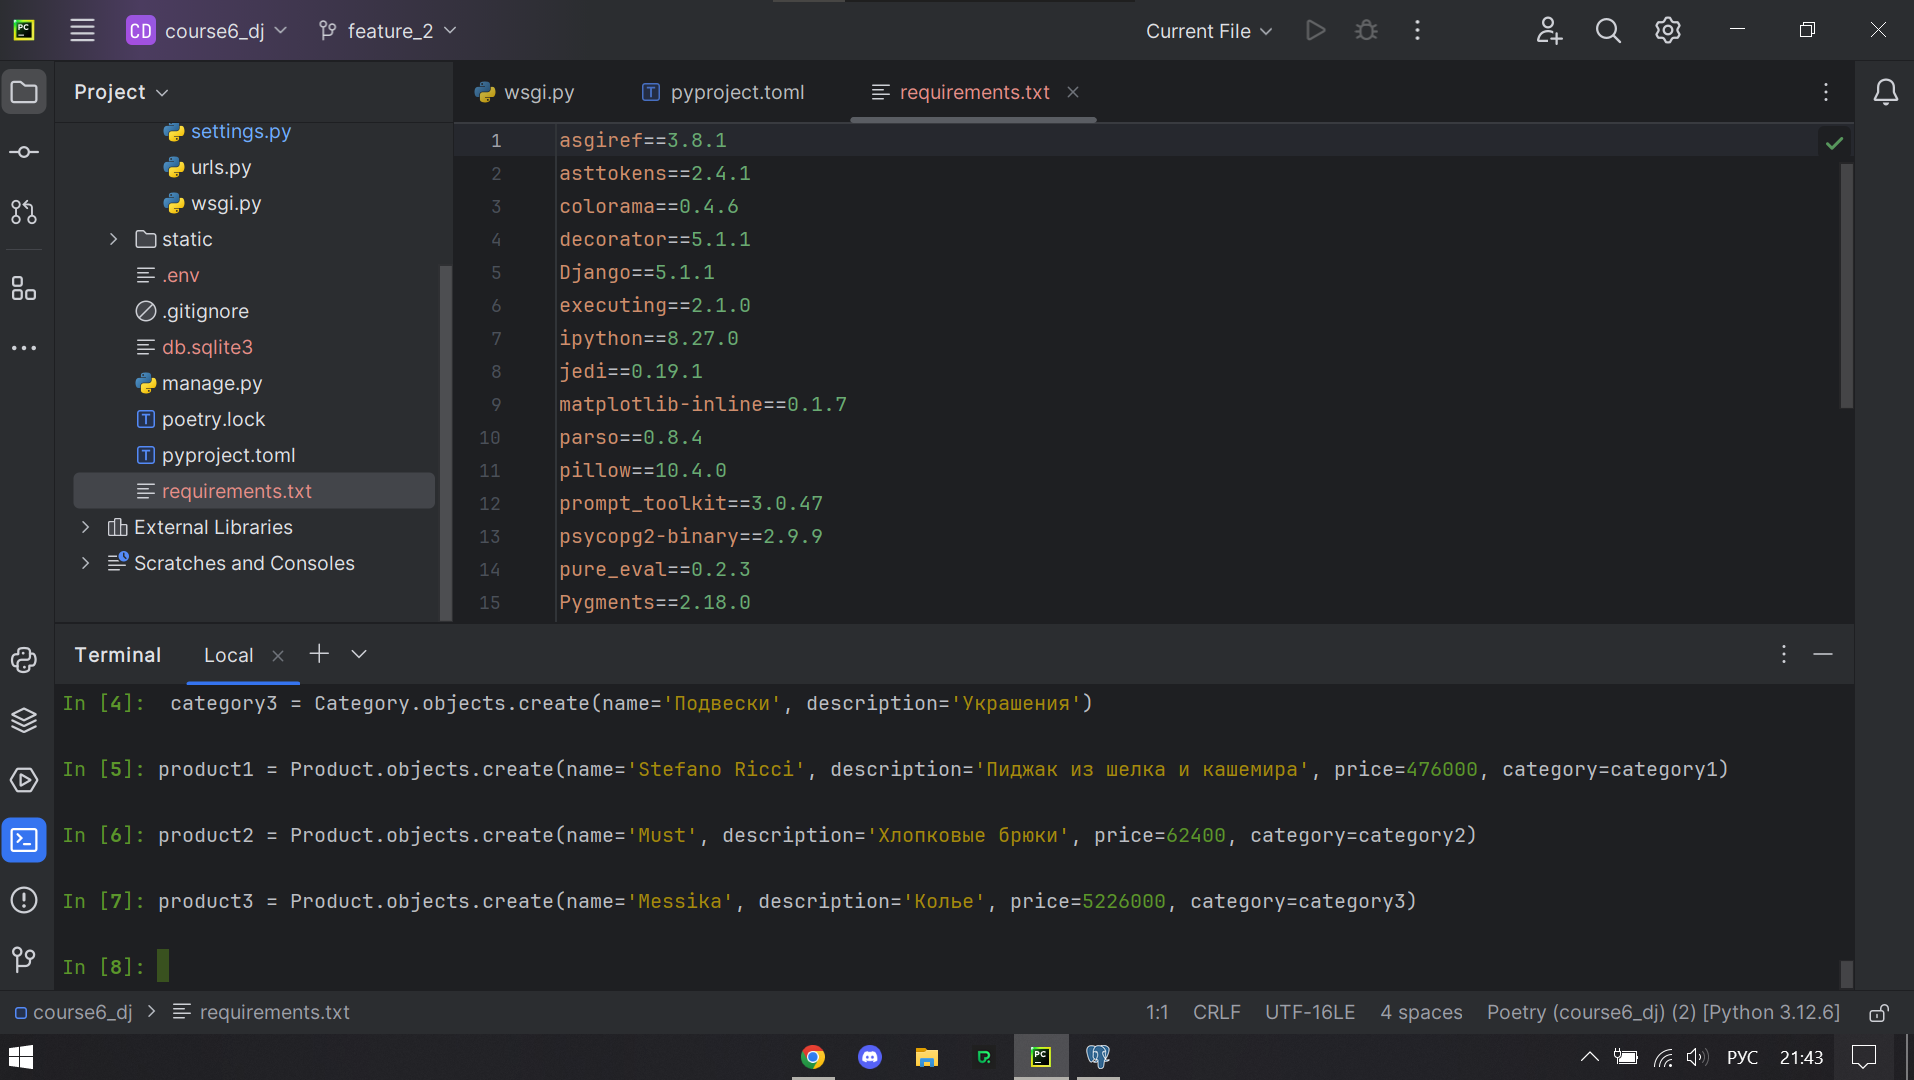 PC
CD course6_dj
feature_2
Current File
Project
settings.py
urls.py
wsgi.py
static
.env
.gitignore
db.sqlite3
manage.py
poetry.lock
pyproject.toml
requirements.txt
External Libraries
Scratches and Consoles
wsgi.py
pyproject.toml
requirements.txt
1 asgiref==3.8.1
2 asttokens==2.4.1
3 colorama==0.4.6
4 decorator==5.1.1
5 Django==5.1.1
6 executing==2.1.0
7 ipython==8.27.0
8 jedi==0.19.1
9 matplotlib-inline==0.1.7
10 parso==0.8.4
11 pillow==10.4.0
12 prompt_toolkit==3.0.47
13 psycopg2-binary==2.9.9
14 pure_eval==0.2.3
15 Pygments==2.18.0
Terminal
Local
In [4]:  category3 = Category.objects.create(name='Подвески', description='Украшения')
In [5]: product1 = Product.objects.create(name='Stefano Ricci', description='Пиджак из шелка и кашемира', price=476000, category=category1)
In [6]: product2 = Product.objects.create(name='Must', description='Хлопковые брюки', price=62400, category=category2)
In [7]: product3 = Product.objects.create(name='Messika', description='Колье', price=5226000, category=category3)
In [8]:
course6_dj > requirements.txt
1:1 CRLF UTF-16LE 4 spaces Poetry (course6_dj) (2) [Python 3.12.6]
PC
РУС 21:43